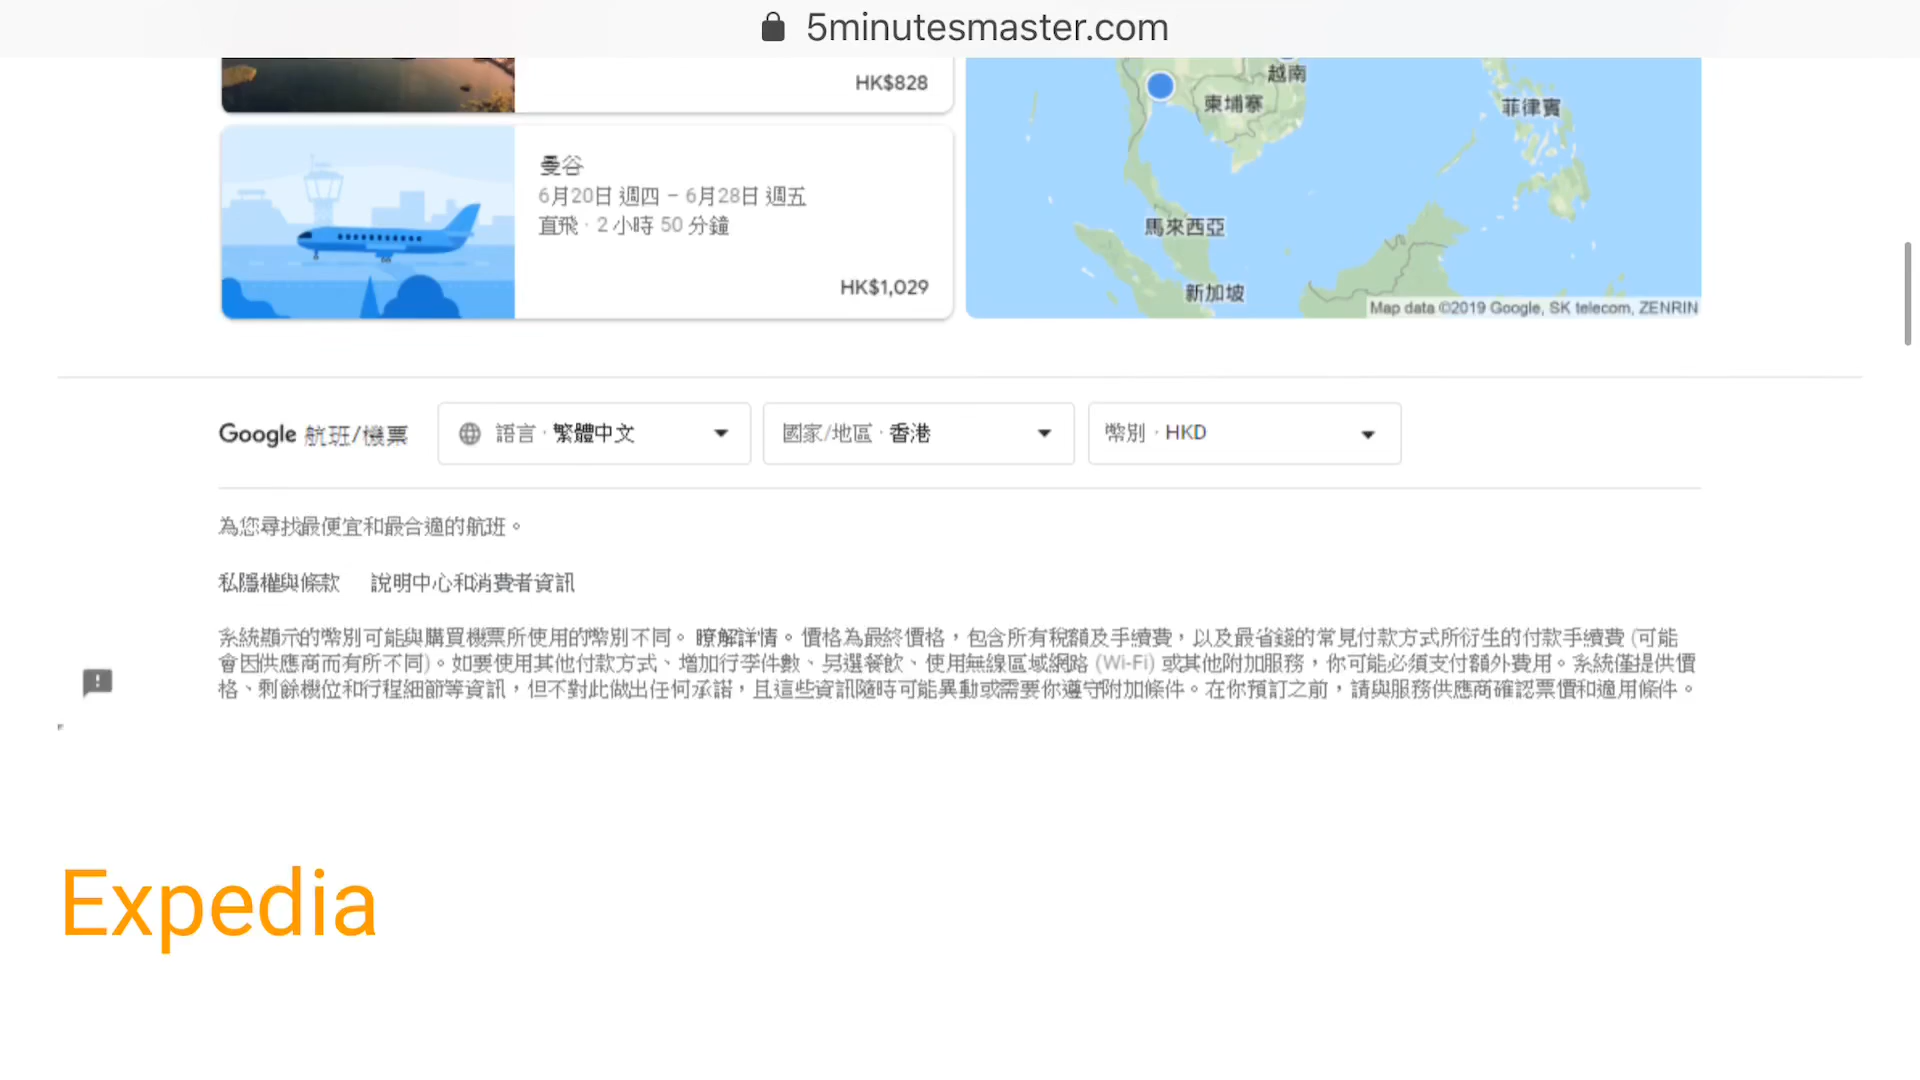 5minutesmaster.com
HK$828
越南
柬埔寨
菲律賓
曼谷
6月20日 週四 – 6月28日 週五
直飛 · 2 小時 50 分鐘
馬來西亞
HK$1,029
新加坡
Map data ©2019 Google, SK telecom, ZENRIN
Google 航班/機票
語言 · 繁體中文
國家/地區 · 香港
幣別 · HKD
為您尋找最便宜和最合適的航班。
私隱權與條款 說明中心和消費者資訊
系統顯示的幣別可能與購買機票所使用的幣別不同。 瞭解詳情。價格為最終價格，包含所有稅額及手續費，以及最省錢的常見付款方式所衍生的付款手續費 (可能
會因供應商而有所不同)。如要使用其他付款方式、增加行李件數、另選餐飲、使用無線區域網路 (Wi-Fi) 或其他附加服務，你可能必須支付額外費用。系統僅提供價
格、剩餘機位和行程細節等資訊，但不對此做出任何承諾，且這些資訊隨時可能異動或需要你遵守附加條件。在你預訂之前，請與服務供應商確認票價和適用條件。
Expedia